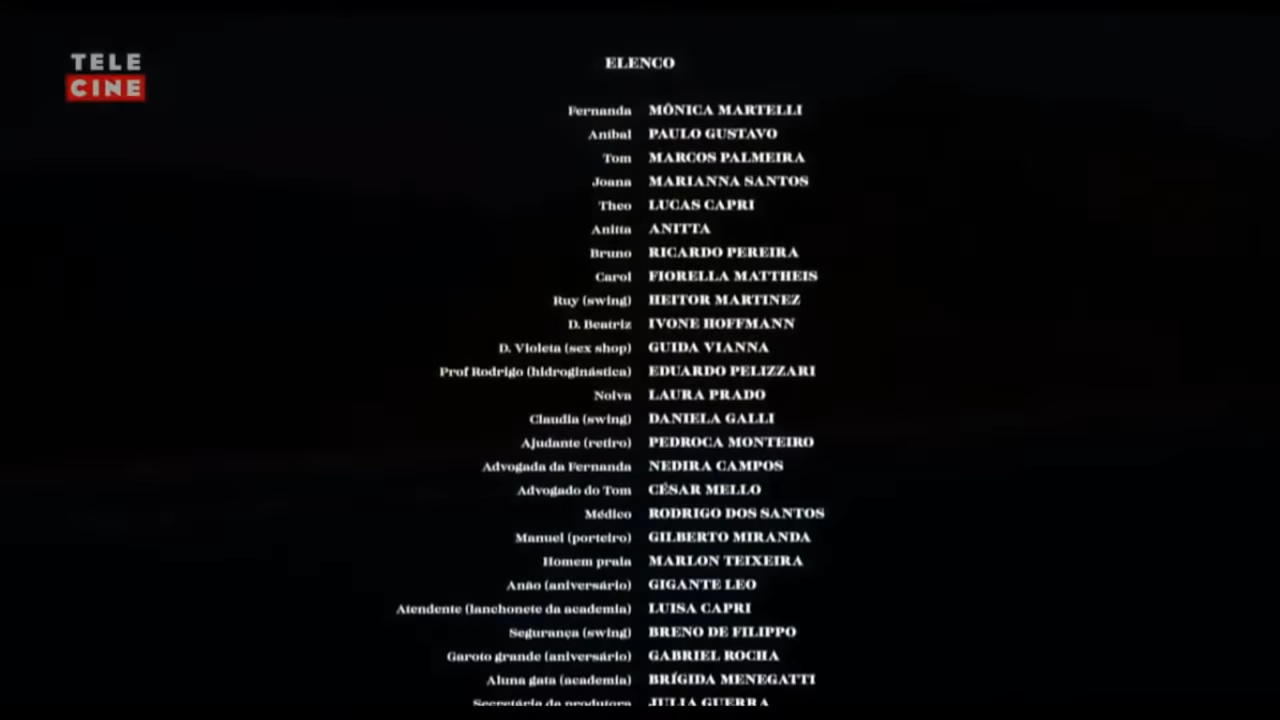 TELE
CINE
ELENCO
Fernanda MÔNICA MARTELLI
Aníbal PAULO GUSTAVO
Tom MARCOS PALMEIRA
Joana MARIANNA SANTOS
Theo LUCAS CAPRI
Anitta ANITTA
Bruno RICARDO PEREIRA
Carol FIORELLA MATTHEIS
Ruy (swing) HEITOR MARTINEZ
D. Beatriz IVONE HOFFMANN
D. Violeta (sex shop) GUIDA VIANNA
Prof Rodrigo (hidroginástica) EDUARDO PELIZZARI
Noiva LAURA PRADO
Claudia (swing) DANIELA GALLI
Ajudante (retiro) PEDROCA MONTEIRO
Advogada da Fernanda NEDIRA CAMPOS
Advogado do Tom CÉSAR MELLO
Médico RODRIGO DOS SANTOS
Manuel (porteiro) GILBERTO MIRANDA
Homem praia MARLON TEIXEIRA
Anão (aniversário) GIGANTE LEO
Atendente (lanchonete da academia) LUISA CAPRI
Segurança (swing) BRENO DE FILIPPO
Garoto grande (aniversário) GABRIEL ROCHA
Aluna gata (academia) BRÍGIDA MENEGATTI
Secretária da produtora JULIA GUERRA